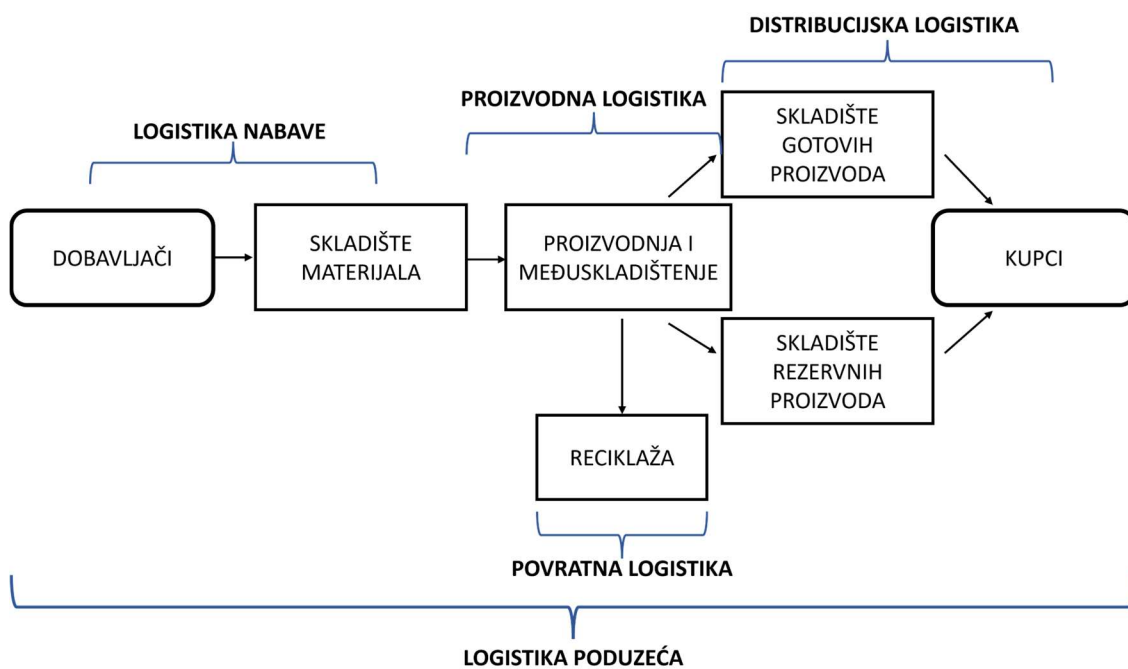 DISTRIBUCIJSKA LOGISTIKA
PROIZVODNA LOGISTIKA
LOGISTIKA NABAVE
SKLADIŠTE
GOTOVIH
PROIZVODA
DOBAVLJAČI
SKLADIŠTE
MATERIJALA
PROIZVODNJA I
MEĐUSKLADIŠTENJE
KUPCI
SKLADIŠTE
REZERVNIH
PROIZVODA
RECIKLAŽA
POVRATNA LOGISTIKA
LOGISTIKA PODUZEĆA